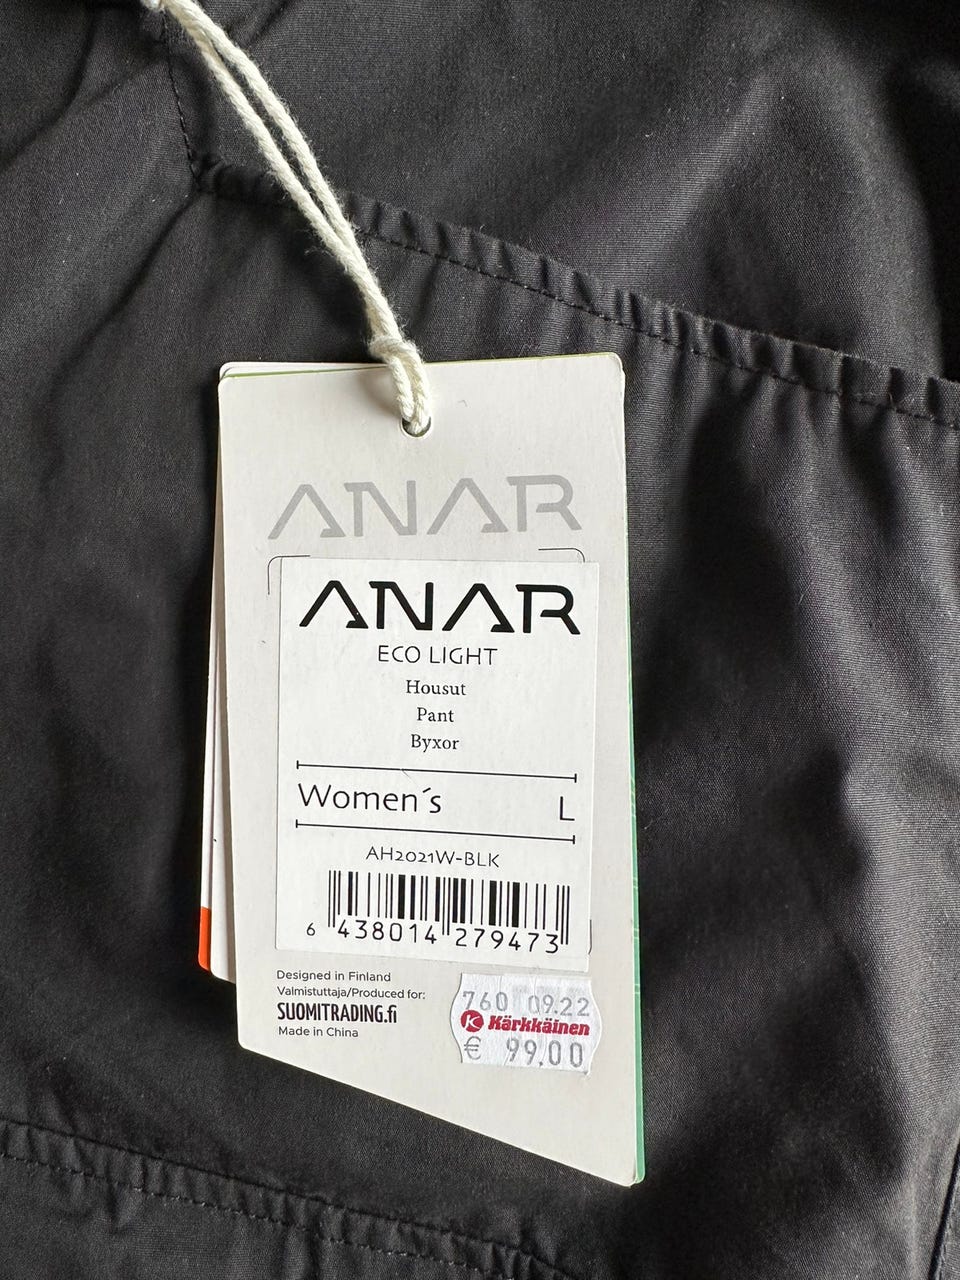 ANAR
ANAR
ECO LIGHT
Housut
Pant
Byxor
Women´s L
AH2021W-BLK
6 438014 279473
Designed in Finland
Valmistuttaja/Produced for:
SUOMITRADING.fi
Made in China
760 09.22
K Kärkkäinen
€ 99.00